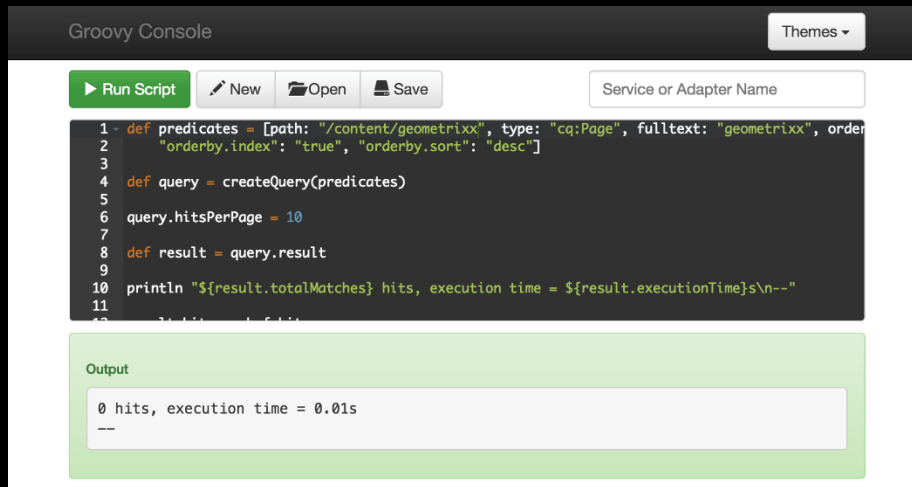 Groovy Console
Themes
Run Script New Open Save
Service or Adapter Name
1 def predicates = [path: "/content/geometrixx", type: "cq:Page", fulltext: "geometrixx", order
2 "orderby.index": "true", "orderby.sort": "desc"]
3
4 def query = createQuery(predicates)
5
6 query.hitsPerPage = 10
7
8 def result = query.result
9
10 println "${result.totalMatches} hits, execution time = ${result.executionTime}s\n--"
11
Output
0 hits, execution time = 0.01s
--